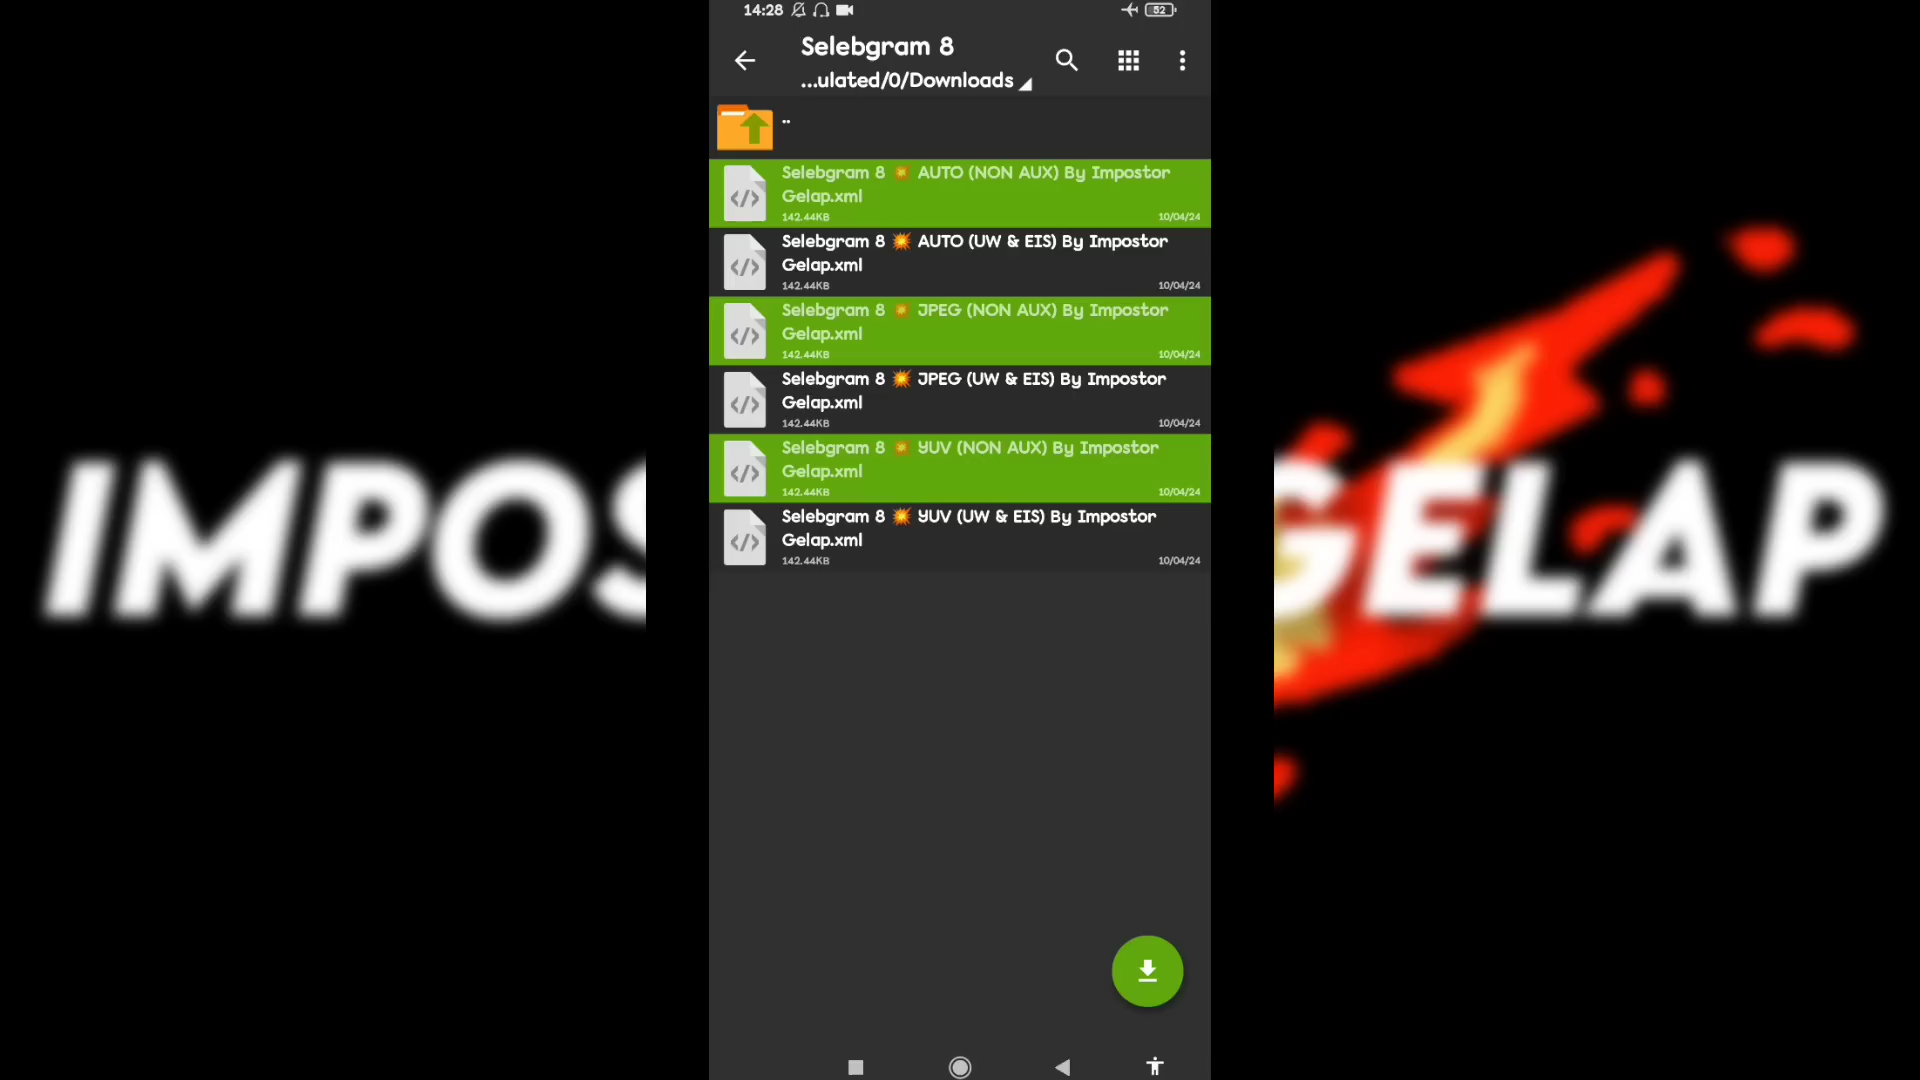 14:28
52
Selebgram 8
...ulated/0/Downloads
..
Selebgram 8 💥 AUTO (NON AUX) By Impostor
Gelap.xml
142.44KB 10/04/24
Selebgram 8 💥 AUTO (UW & EIS) By Impostor
Gelap.xml
142.44KB 10/04/24
Selebgram 8 💥 JPEG (NON AUX) By Impostor
Gelap.xml
142.44KB 10/04/24
Selebgram 8 💥 JPEG (UW & EIS) By Impostor
Gelap.xml
142.44KB 10/04/24
Selebgram 8 💥 YUV (NON AUX) By Impostor
Gelap.xml
142.44KB 10/04/24
Selebgram 8 💥 YUV (UW & EIS) By Impostor
Gelap.xml
142.44KB 10/04/24
IMPOS GELAP